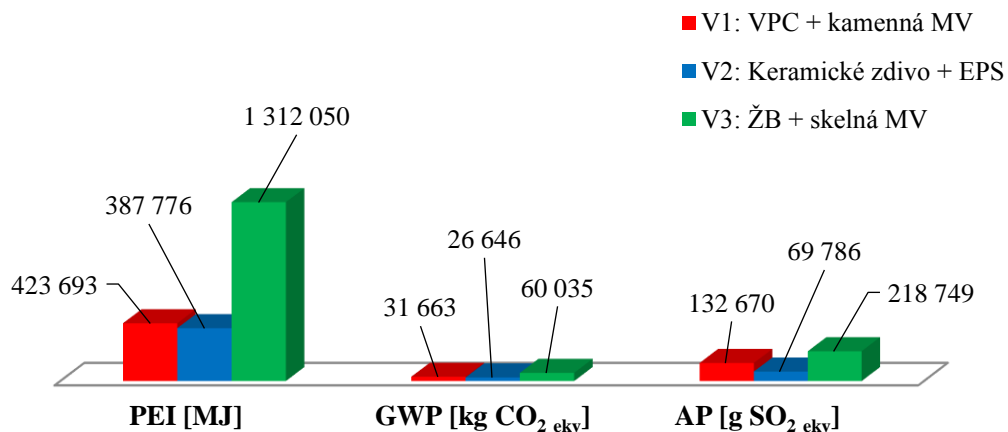 V1: VPC + kamenná MV
V2: Keramické zdivo + EPS
V3: ŽB + skelná MV
1 312 050
387 776
423 693
26 646
31 663
60 035
69 786
132 670
218 749
PEI [MJ]
GWP [kg CO2 ekv]
AP [g SO2 ekv]